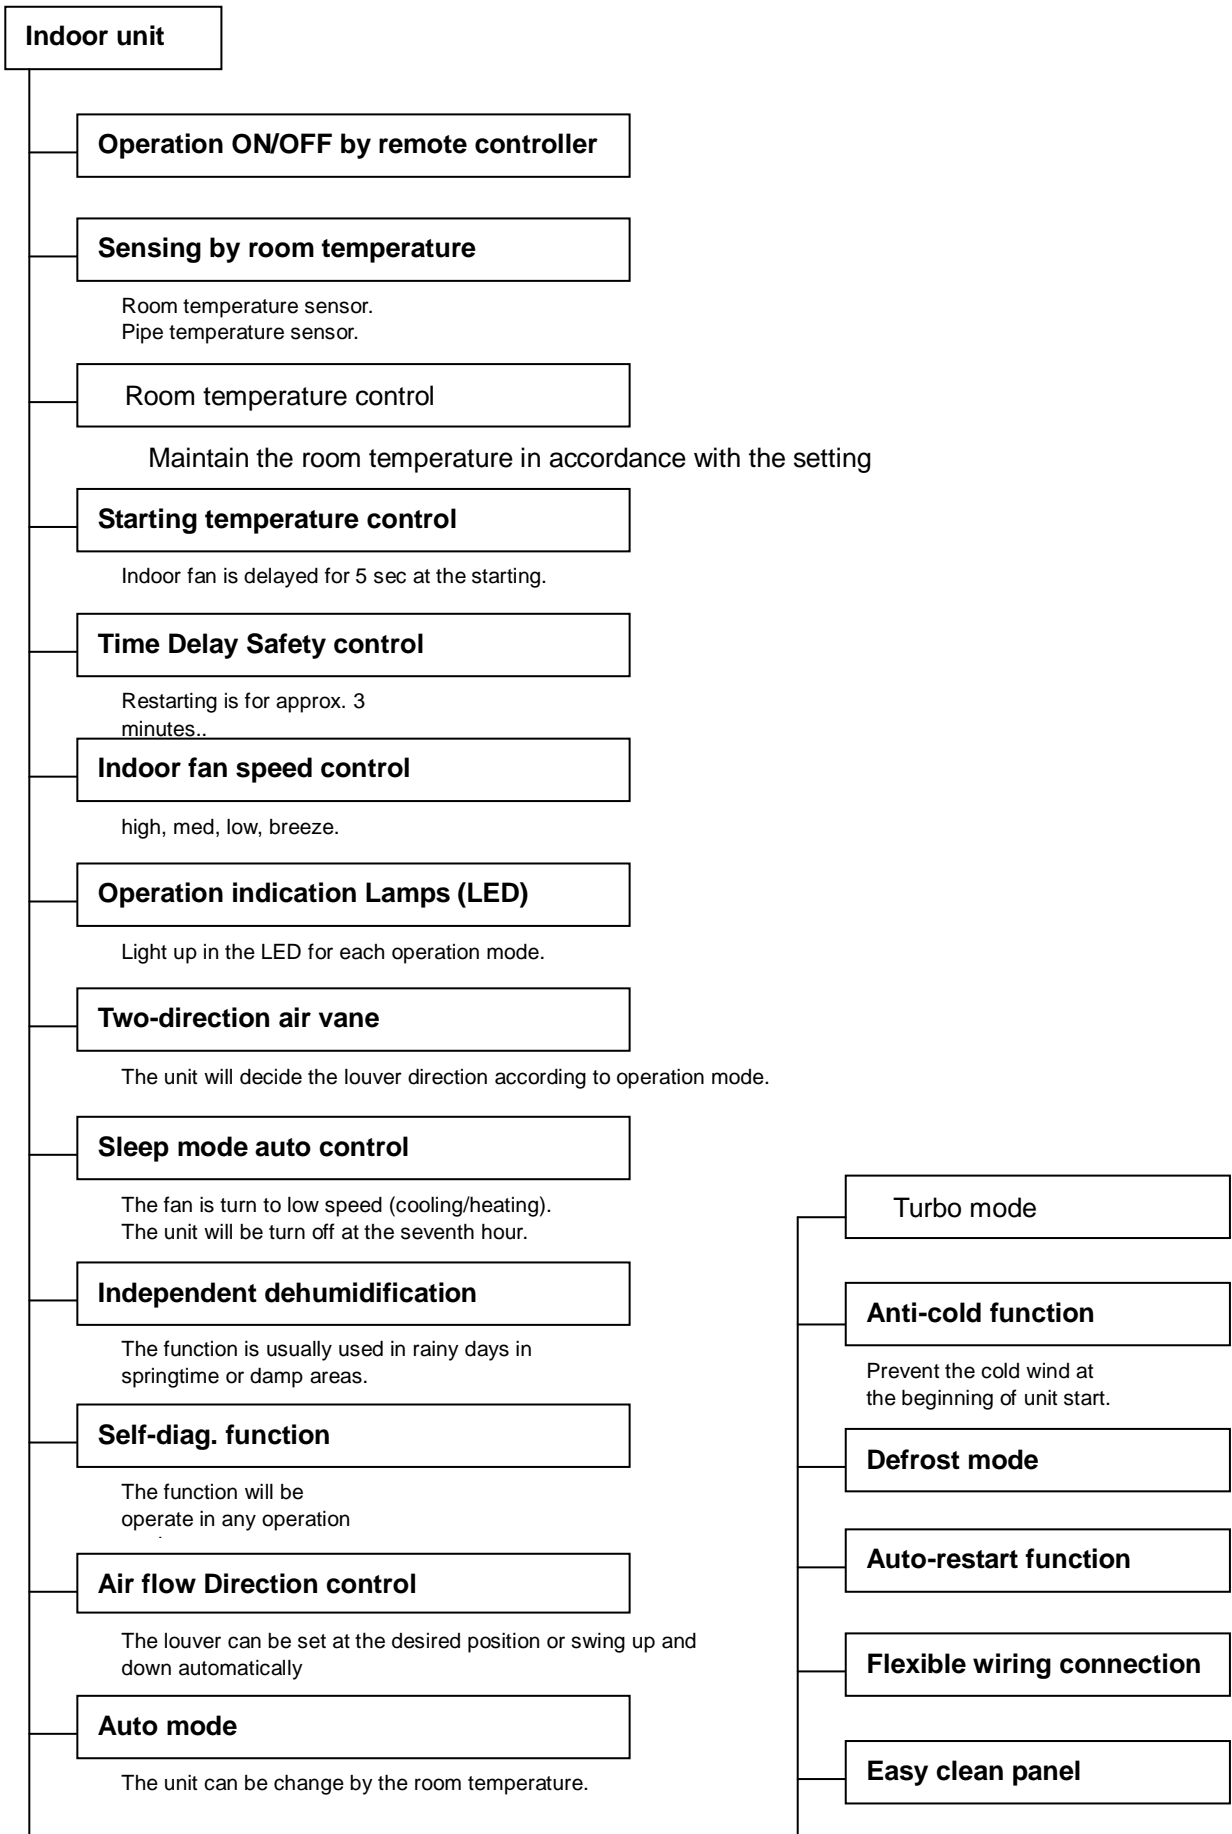 Indoor unit
Operation ON/OFF by remote controller
Sensing by room temperature
Room temperature sensor.
Pipe temperature sensor.
Room temperature control
Maintain the room temperature in accordance with the setting
Starting temperature control
Indoor fan is delayed for 5 sec at the starting.
Time Delay Safety control
Restarting is for approx. 3
minutes..
Indoor fan speed control
high, med, low, breeze.
Operation indication Lamps (LED)
Light up in the LED for each operation mode.
Two-direction air vane
The unit will decide the louver direction according to operation mode.
Sleep mode auto control
The fan is turn to low speed (cooling/heating).
The unit will be turn off at the seventh hour.
Independent dehumidification
The function is usually used in rainy days in
springtime or damp areas.
Self-diag. function
The function will be
operate in any operation
Air flow Direction control
The louver can be set at the desired position or swing up and
down automatically
Auto mode
The unit can be change by the room temperature.
Turbo mode
Anti-cold function
Prevent the cold wind at
the beginning of unit start.
Defrost mode
Auto-restart function
Flexible wiring connection
Easy clean panel